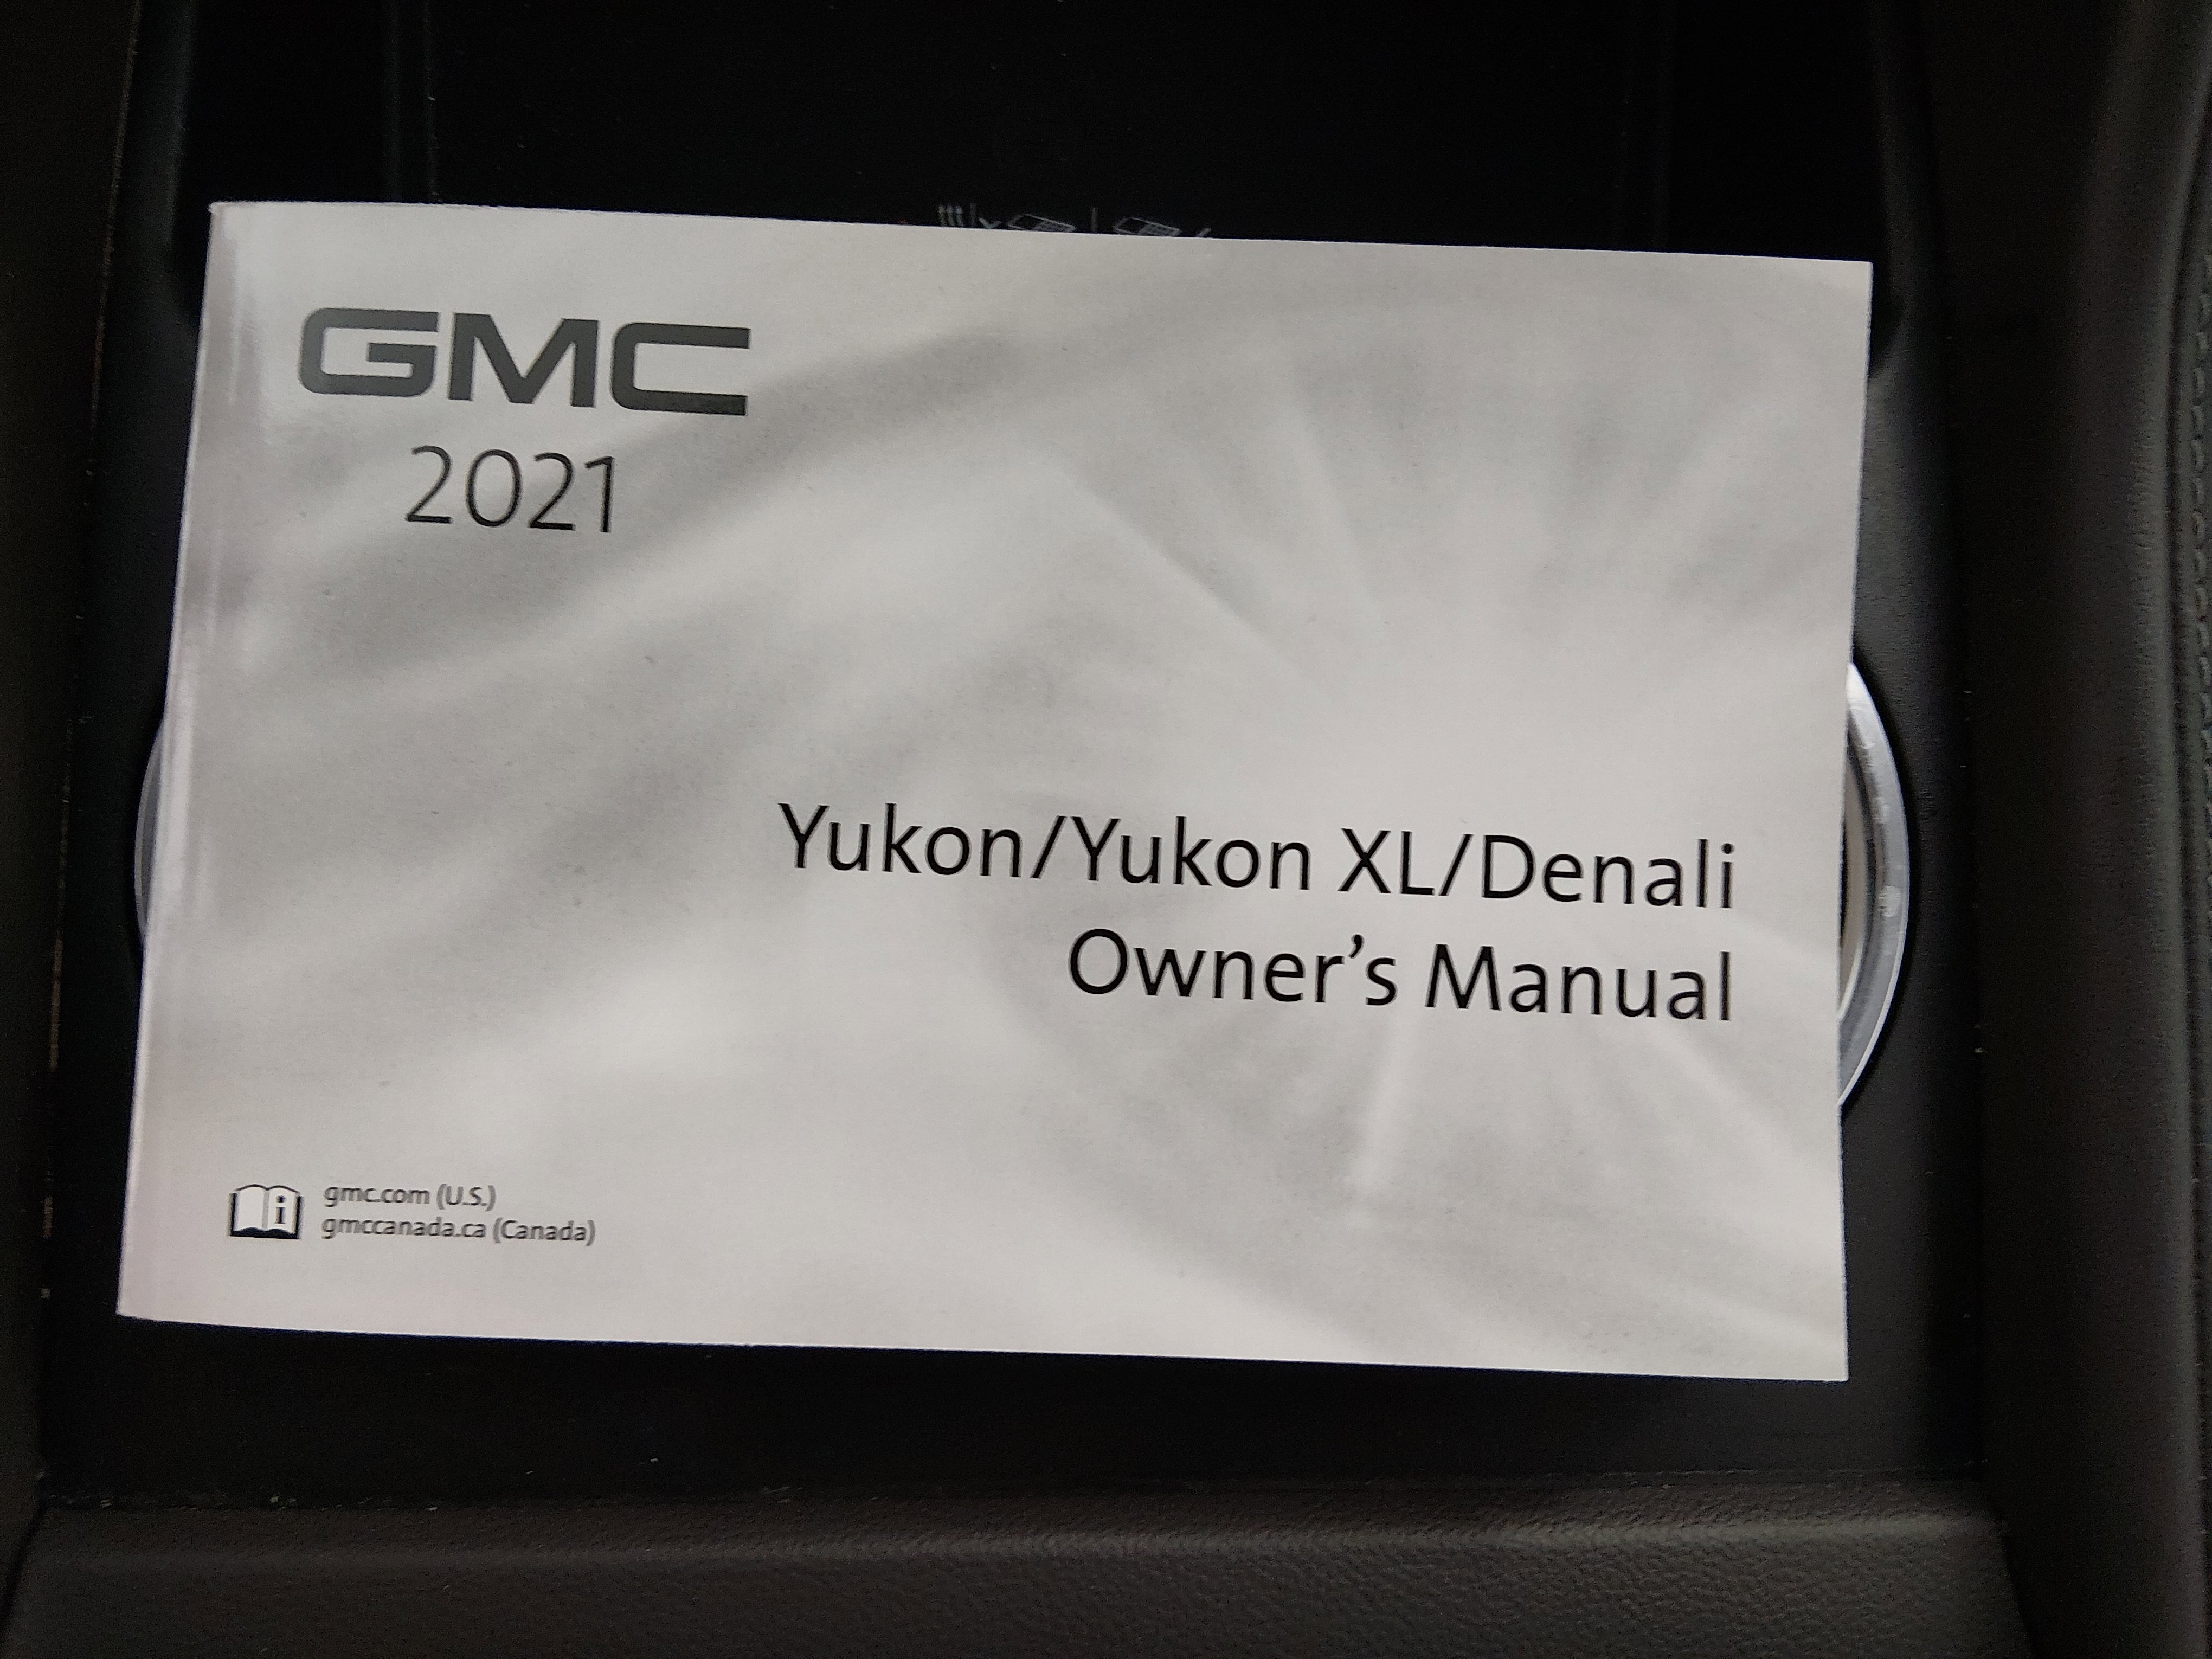 GMC
2021
Yukon/Yukon XL/Denali
Owner's Manual
i
gmc.com (U.S.)
gmccanada.ca (Canada)